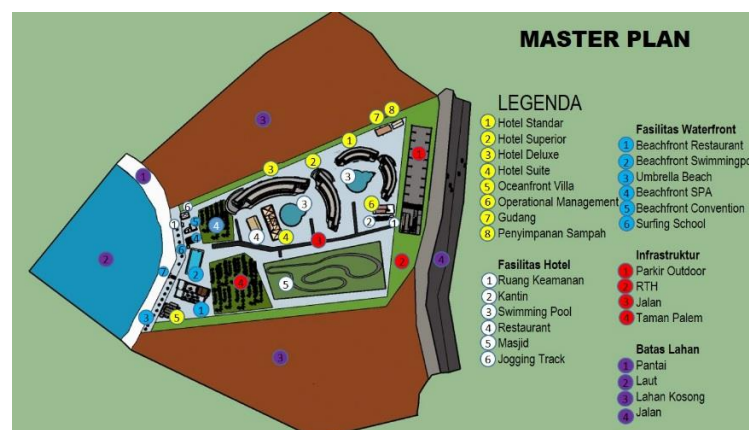 MASTER PLAN
LEGENDA
1 Hotel Standar
2 Hotel Superior
3 Hotel Deluxe
4 Hotel Suite
5 Oceanfront Villa
6 Operational Management
7 Gudang
8 Penyimpanan Sampah
Fasilitas Hotel
1 Ruang Keamanan
2 Kantin
3 Swimming Pool
4 Restaurant
5 Masjid
6 Jogging Track
Fasilitas Waterfront
1 Beachfront Restaurant
2 Beachfront Swimmingpo
3 Umbrella Beach
4 Beachfront SPA
5 Beachfront Convention
6 Surfing School
Infrastruktur
1 Parkir Outdoor
2 RTH
3 Jalan
4 Taman Palem
Batas Lahan
1 Pantai
2 Laut
3 Lahan Kosong
4 Jalan